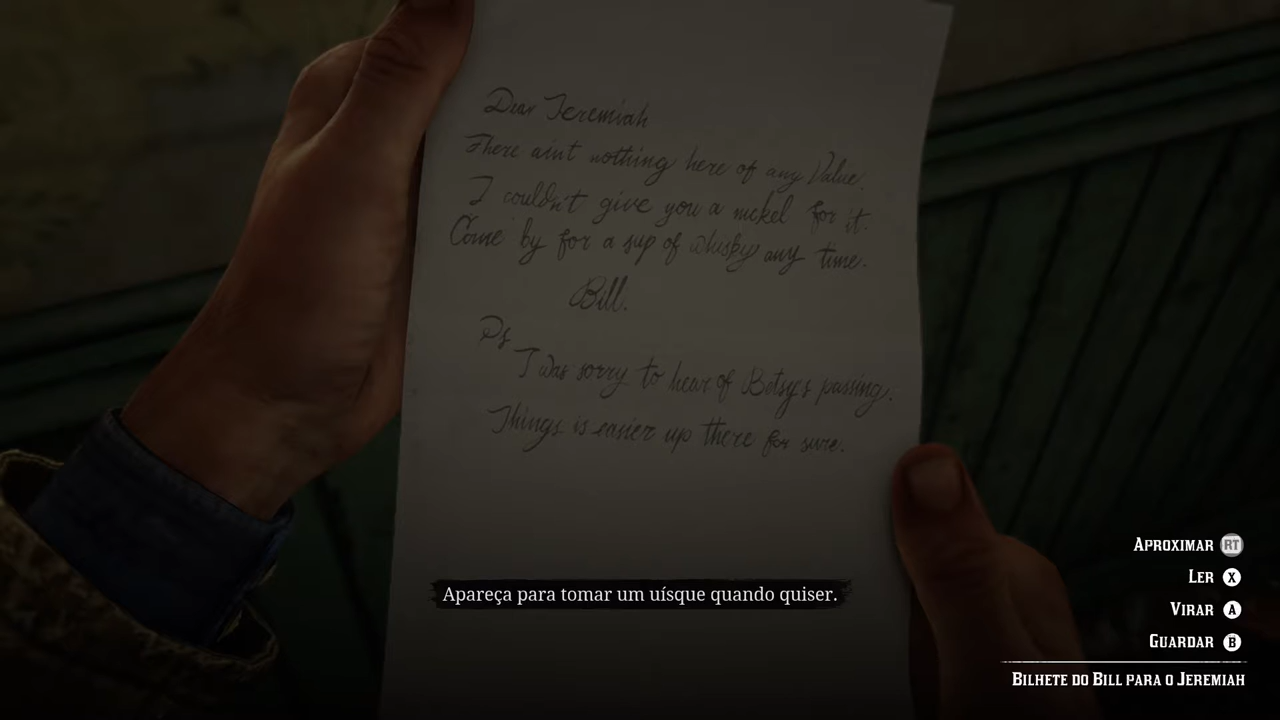 Dear Jeremiah
There aint nothing here of any Value.
I couldn't give you a nickel for it.
Come by for a sup of whisky any time.
Bill.
Ps
I was sorry to hear of Betsy's passing.
Things is easier up there for sure.
Apareça para tomar um uísque quando quiser.
APROXIMAR RT
LER X
VIRAR A
GUARDAR B
BILHETE DO BILL PARA O JEREMIAH